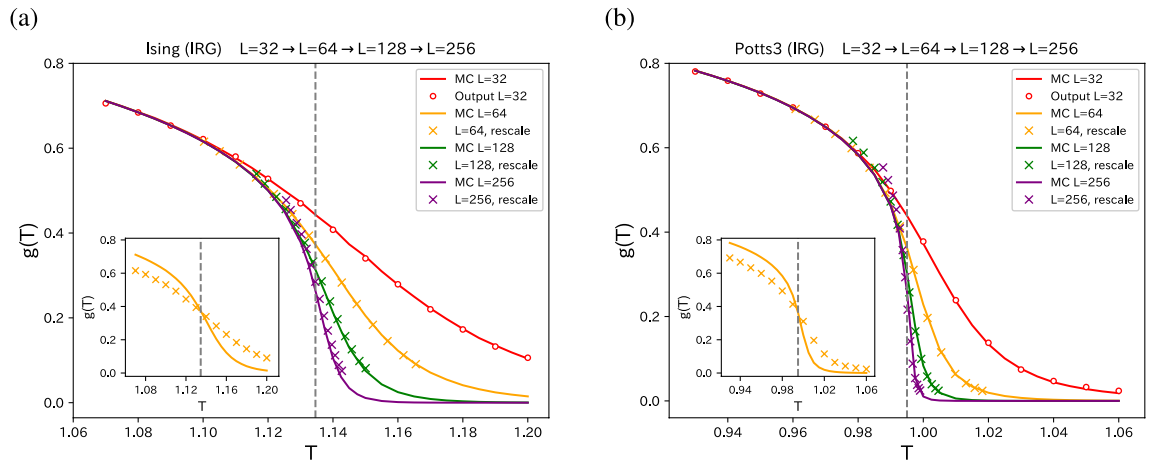 (a)
Ising (IRG) L=32 → L=64 → L=128 → L=256
g(T)
0.8
0.6
0.4
0.2
0.0
1.06
1.08
1.10
1.12
1.14
1.16
1.18
1.20
T
MC L=32
Output L=32
MC L=64
L=64, rescale
MC L=128
L=128, rescale
MC L=256
L=256, rescale
g(T)
0.8
0.6
0.4
0.2
0.0
1.08
1.12
1.16
1.20
T
(b)
Potts3 (IRG) L=32 → L=64 → L=128 → L=256
g(T)
0.8
0.6
0.4
0.2
0.0
0.94
0.96
0.98
1.00
1.02
1.04
1.06
T
MC L=32
Output L=32
MC L=64
L=64, rescale
MC L=128
L=128, rescale
MC L=256
L=256, rescale
g(T)
0.8
0.6
0.4
0.2
0.0
0.94
0.98
1.02
1.06
T